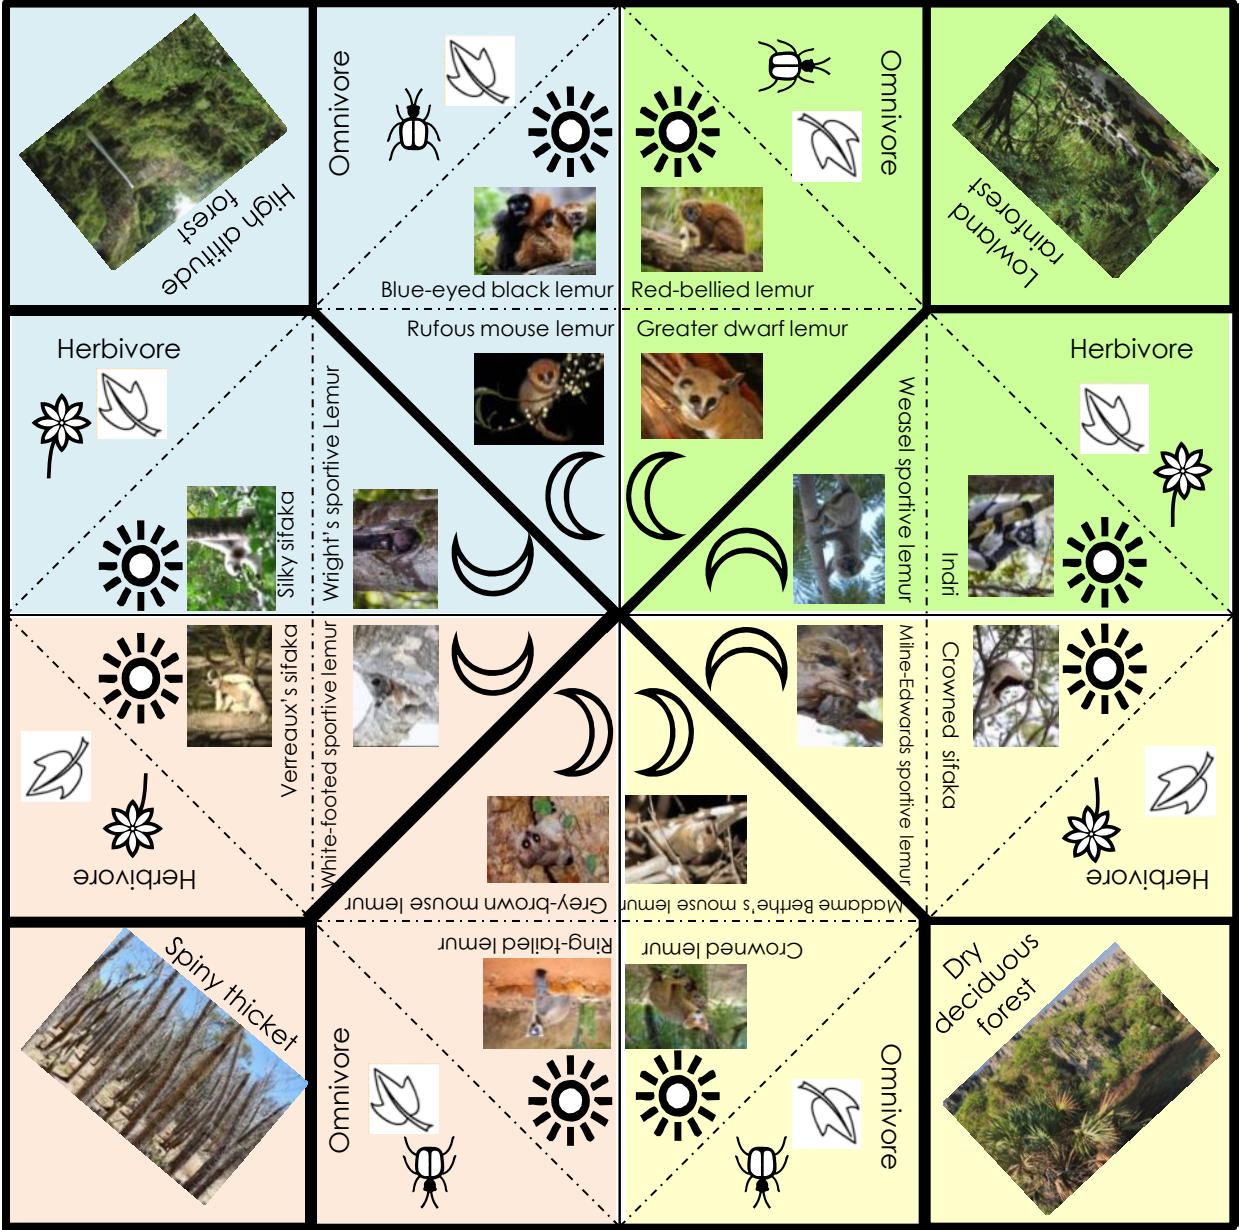 Omnivore
Omnivore
High altitude
forest
Lowland
rainforest
Blue-eyed black lemur
Red-bellied lemur
Rufous mouse lemur
Greater dwarf lemur
Herbivore
Herbivore
Silky sifaka
Wright's sportive Lemur
Weasel sportive lemur
Indri
Verreaux's sifaka
White-footed sportive lemur
Milne-Edwards sportive lemur
Crowned sifaka
Herbivore
Herbivore
Grey-brown mouse lemur
Madame Berthe's mouse lemur
Ring-tailed lemur
Crowned lemur
Spiny thicket
Dry
deciduous
forest
Omnivore
Omnivore